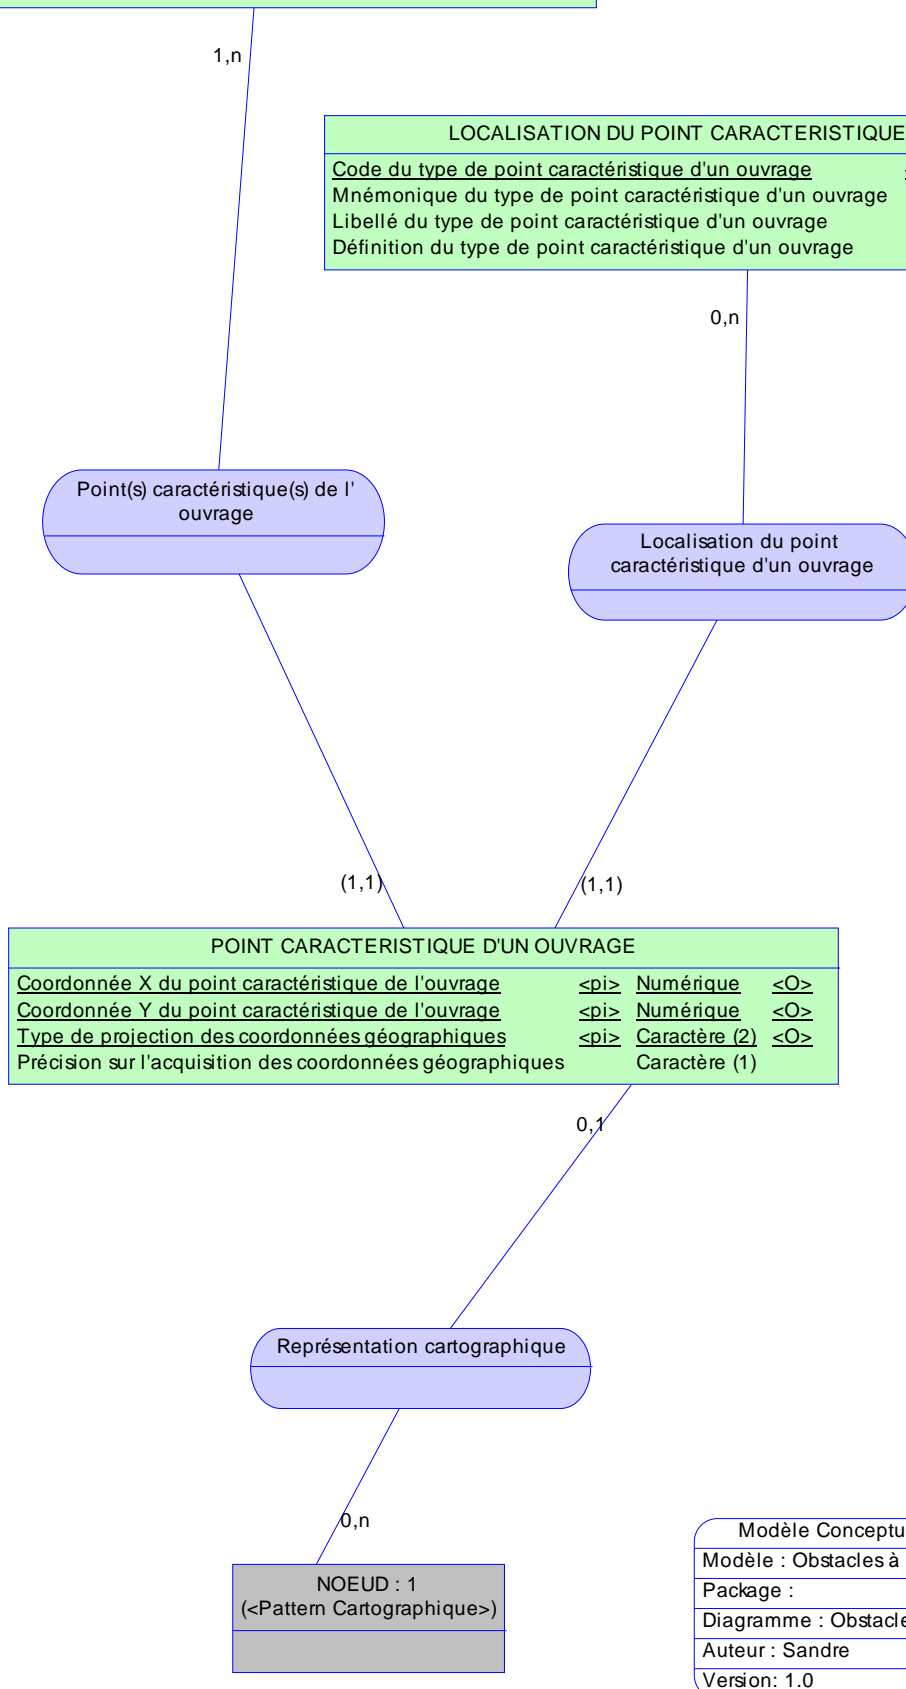 1,n
LOCALISATION DU POINT CARACTERISTIQUE
Code du type de point caractéristique d'un ouvrage
Mnémonique du type de point caractéristique d'un ouvrage
Libellé du type de point caractéristique d'un ouvrage
Définition du type de point caractéristique d'un ouvrage
0,n
Point(s) caractéristique(s) de l'
ouvrage
Localisation du point
caractéristique d'un ouvrage
(1,1)
(1,1)
POINT CARACTERISTIQUE D'UN OUVRAGE
Coordonnée X du point caractéristique de l'ouvrage <pi> Numérique <O>
Coordonnée Y du point caractéristique de l'ouvrage <pi> Numérique <O>
Type de projection des coordonnées géographiques <pi> Caractère (2) <O>
Précision sur l'acquisition des coordonnées géographiques Caractère (1)
0,1
Représentation cartographique
0,n
NOEUD : 1
(<Pattern Cartographique>)
Modèle Conceptu
Modèle : Obstacles à
Package :
Diagramme : Obstacle
Auteur : Sandre
Version: 1.0